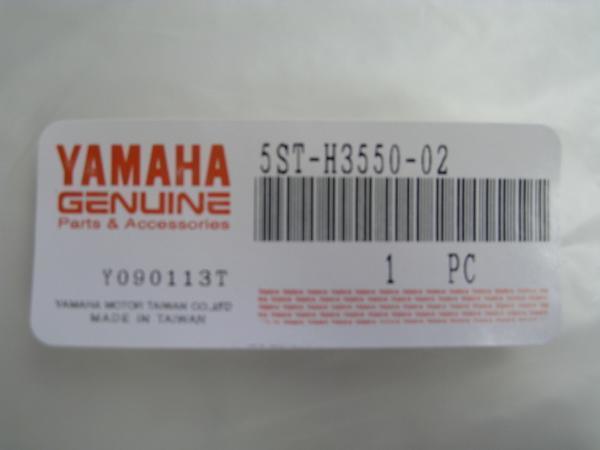 YAMAHA
GENUINE
Parts & Accessories
5ST-H3550-02
1 PC
Y090113T
YAMAHA MOTOR TAIWAN CO.,LTD
MADE IN TAIWAN